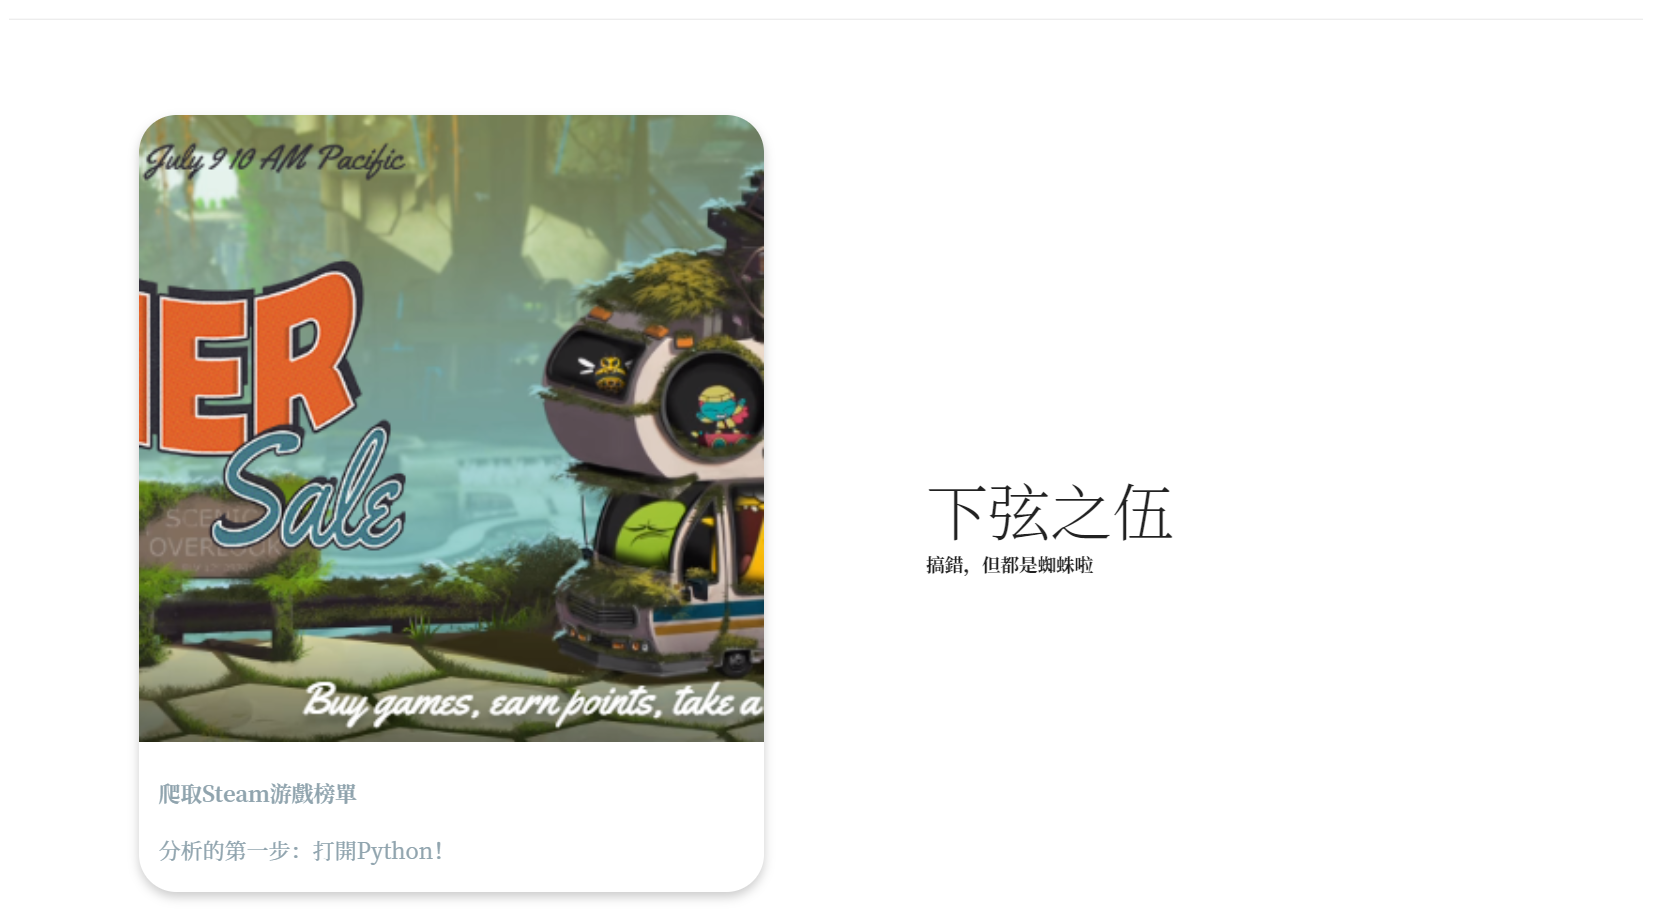 July 9 10 AM Pacific
ER
Sale
SCENIC
OVERLOOK
Buy games, earn points, take a
爬取Steam游戲榜單
分析的第一步：打開Python！
下弦之伍
搞錯，但都是蜘蛛啦